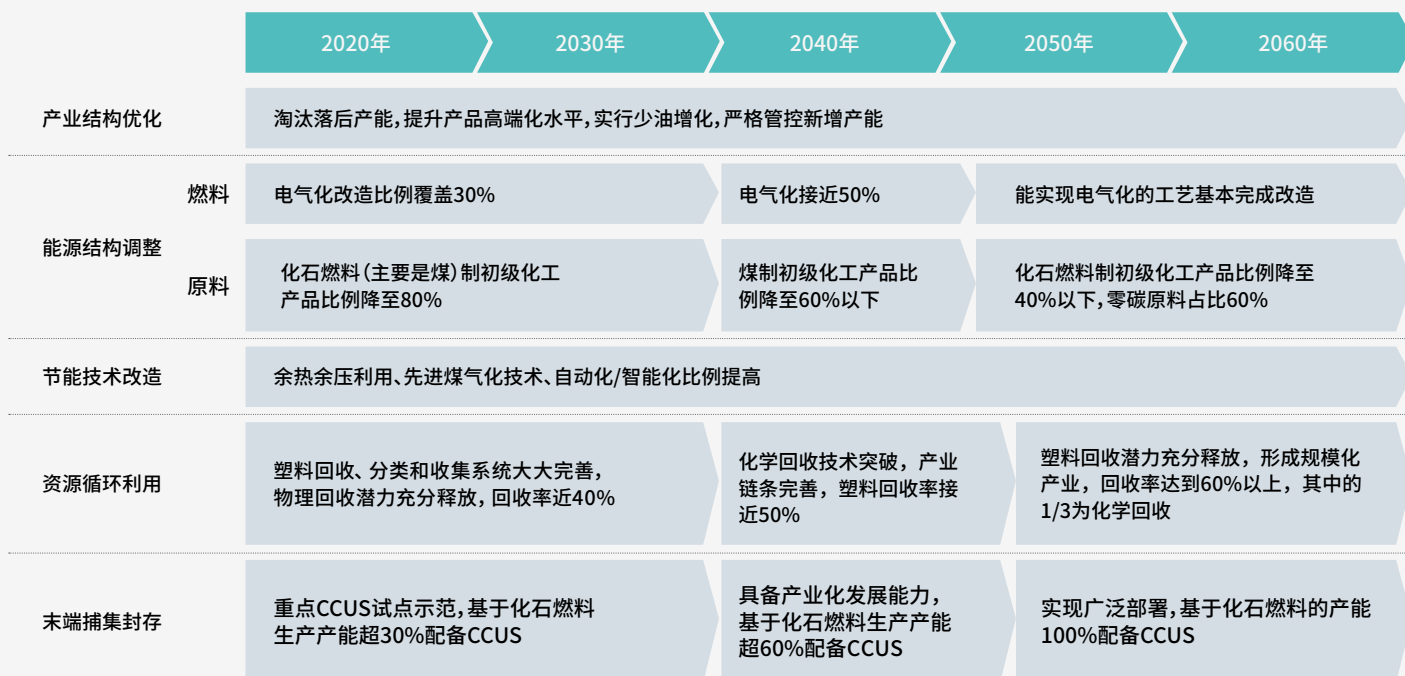 2020年
2030年
2040年
2050年
2060年
产业结构优化
淘汰落后产能，提升产品高端化水平，实行少油增化，严格管控新增产能
能源结构调整
燃料
电气化改造比例覆盖30%
电气化接近50%
能实现电气化的工艺基本完成改造
原料
化石燃料（主要是煤）制初级化工
产品比例降至80%
煤制初级化工产品比
例降至60%以下
化石燃料制初级化工产品比例降至
40%以下，零碳原料占比60%
节能技术改造
余热余压利用、先进煤气化技术、自动化/智能化比例提高
资源循环利用
塑料回收、分类和收集系统大大完善，
物理回收潜力充分释放，回收率近40%
化学回收技术突破，产业
链条完善，塑料回收率接
近50%
塑料回收潜力充分释放，形成规模化
产业，回收率达到60%以上，其中的
1/3为化学回收
末端捕集封存
重点CCUS试点示范，基于化石燃料
生产产能超30%配备CCUS
具备产业化发展能力，
基于化石燃料生产产能
超60%配备CCUS
实现广泛部署，基于化石燃料的产能
100%配备CCUS